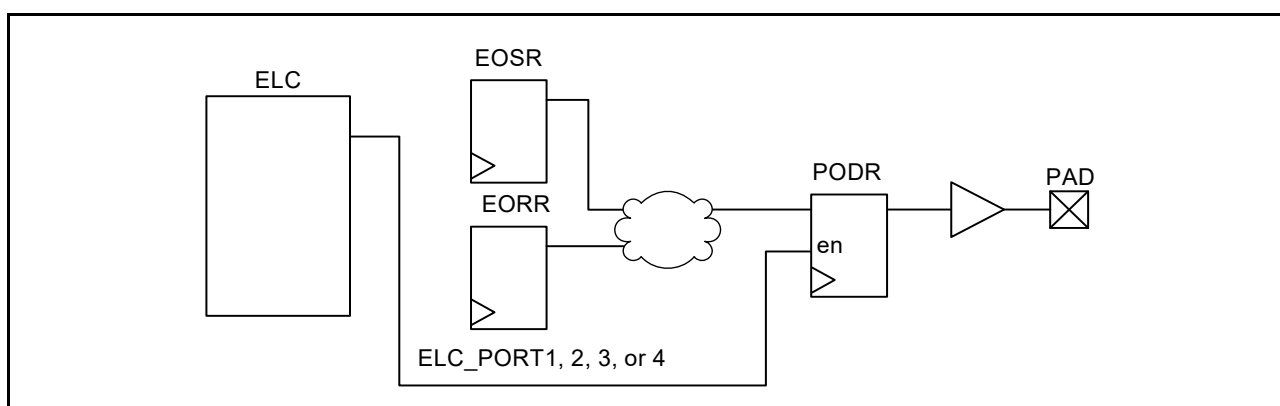 ELC
EOSR
EORR
PODR
en
PAD
ELC_PORT1, 2, 3, or 4